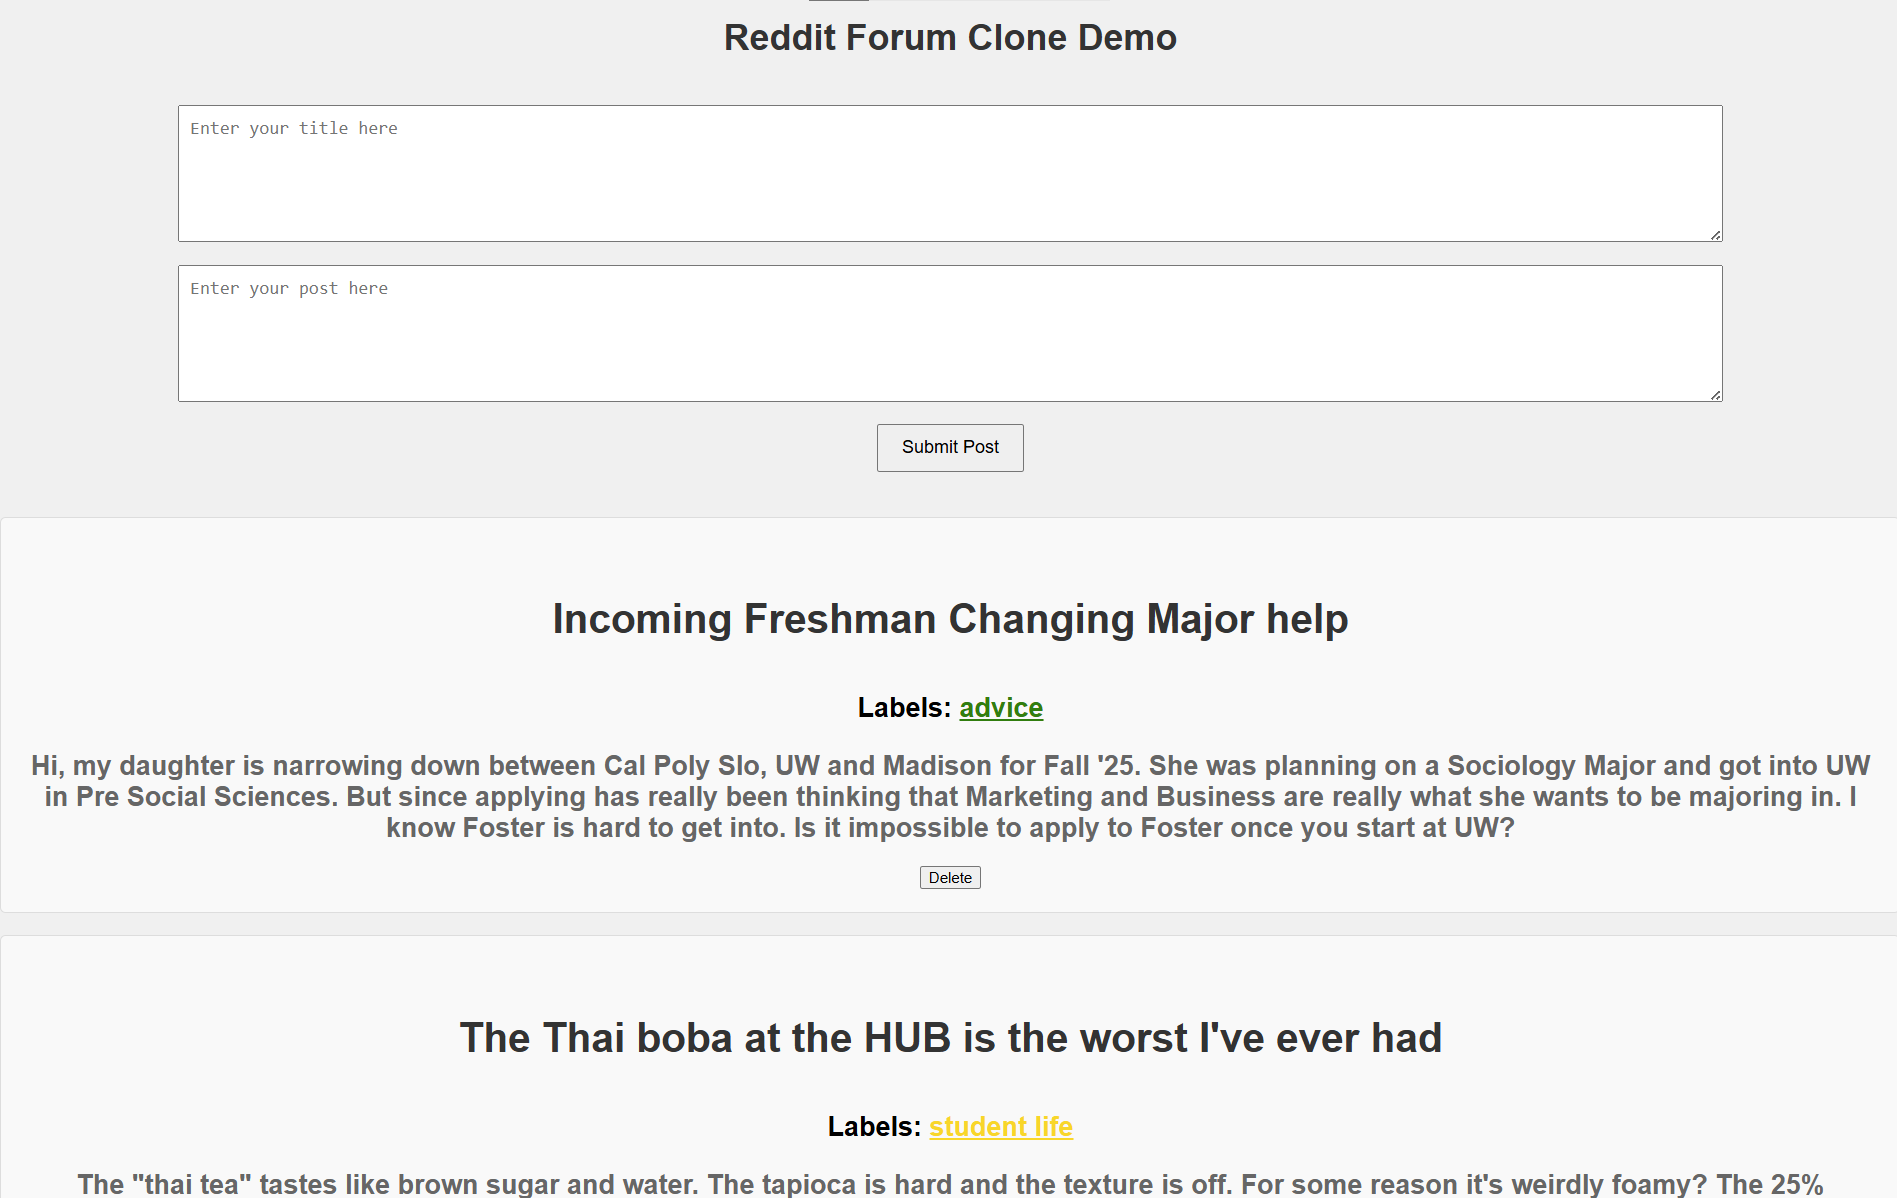 Reddit Forum Clone Demo
Enter your title here
Enter your post here
Submit Post
Incoming Freshman Changing Major help
Labels: advice
Hi, my daughter is narrowing down between Cal Poly Slo, UW and Madison for Fall '25. She was planning on a Sociology Major and got into UW
in Pre Social Sciences. But since applying has really been thinking that Marketing and Business are really what she wants to be majoring in. I
know Foster is hard to get into. Is it impossible to apply to Foster once you start at UW?
Delete
The Thai boba at the HUB is the worst I've ever had
Labels: student life
The "thai tea" tastes like brown sugar and water. The tapioca is hard and the texture is off. For some reason it's weirdly foamy? The 25%